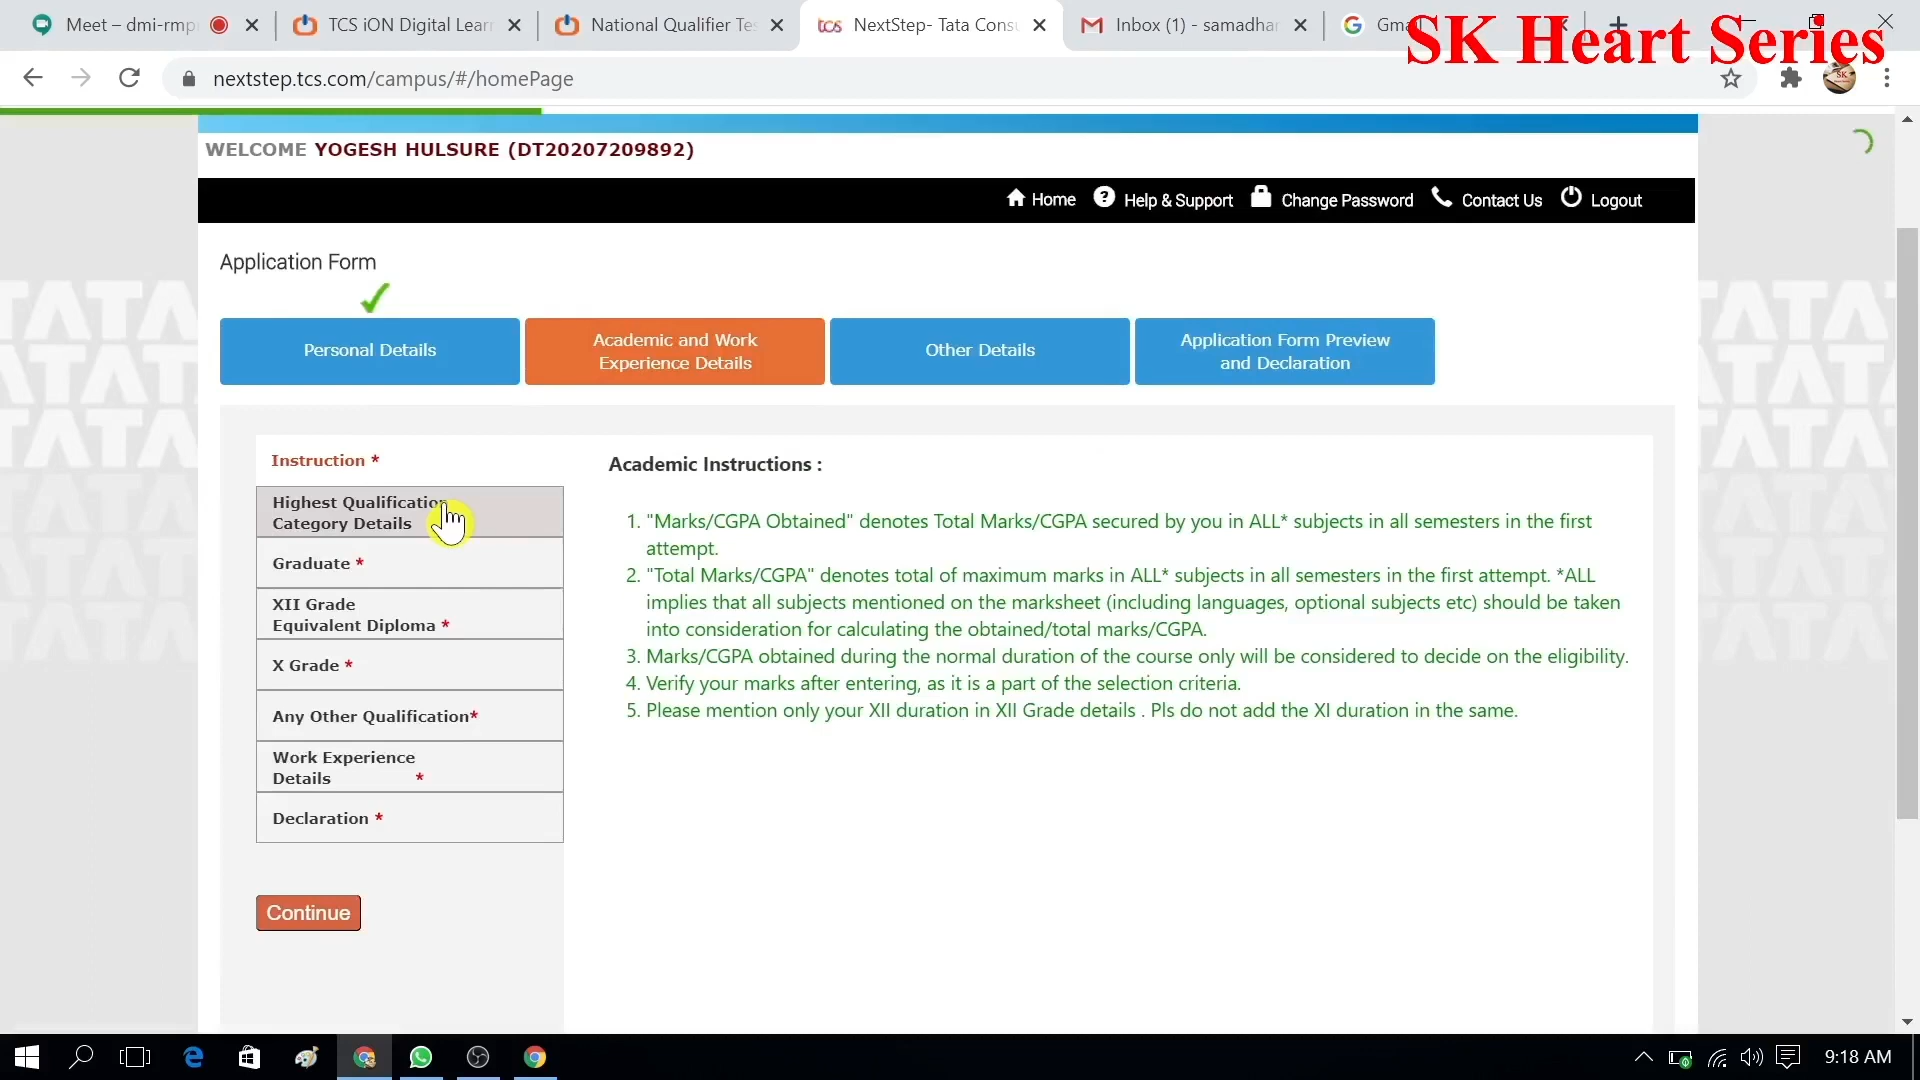 Meet – dmi-rmp
TCS iON Digital Lear
National Qualifier Tes
tcs NextStep- Tata Consu
Inbox (1) - samadhar
SK Heart Series
nextstep.tcs.com/campus/#/homePage
WELCOME YOGESH HULSURE (DT20207209892)
Home
Help & Support
Change Password
Contact Us
Logout
Application Form
Personal Details
Academic and Work
Experience Details
Other Details
Application Form Preview
and Declaration
Instruction *
Highest Qualification
Category Details
Graduate *
XII Grade
Equivalent Diploma *
X Grade *
Any Other Qualification*
Work Experience
Details *
Declaration *
Continue
Academic Instructions :
1. "Marks/CGPA Obtained" denotes Total Marks/CGPA secured by you in ALL* subjects in all semesters in the first
attempt.
2. "Total Marks/CGPA" denotes total of maximum marks in ALL* subjects in all semesters in the first attempt. *ALL
implies that all subjects mentioned on the marksheet (including languages, optional subjects etc) should be taken
into consideration for calculating the obtained/total marks/CGPA.
3. Marks/CGPA obtained during the normal duration of the course only will be considered to decide on the eligibility.
4. Verify your marks after entering, as it is a part of the selection criteria.
5. Please mention only your XII duration in XII Grade details . Pls do not add the XI duration in the same.
TATA
TATA
9:18 AM